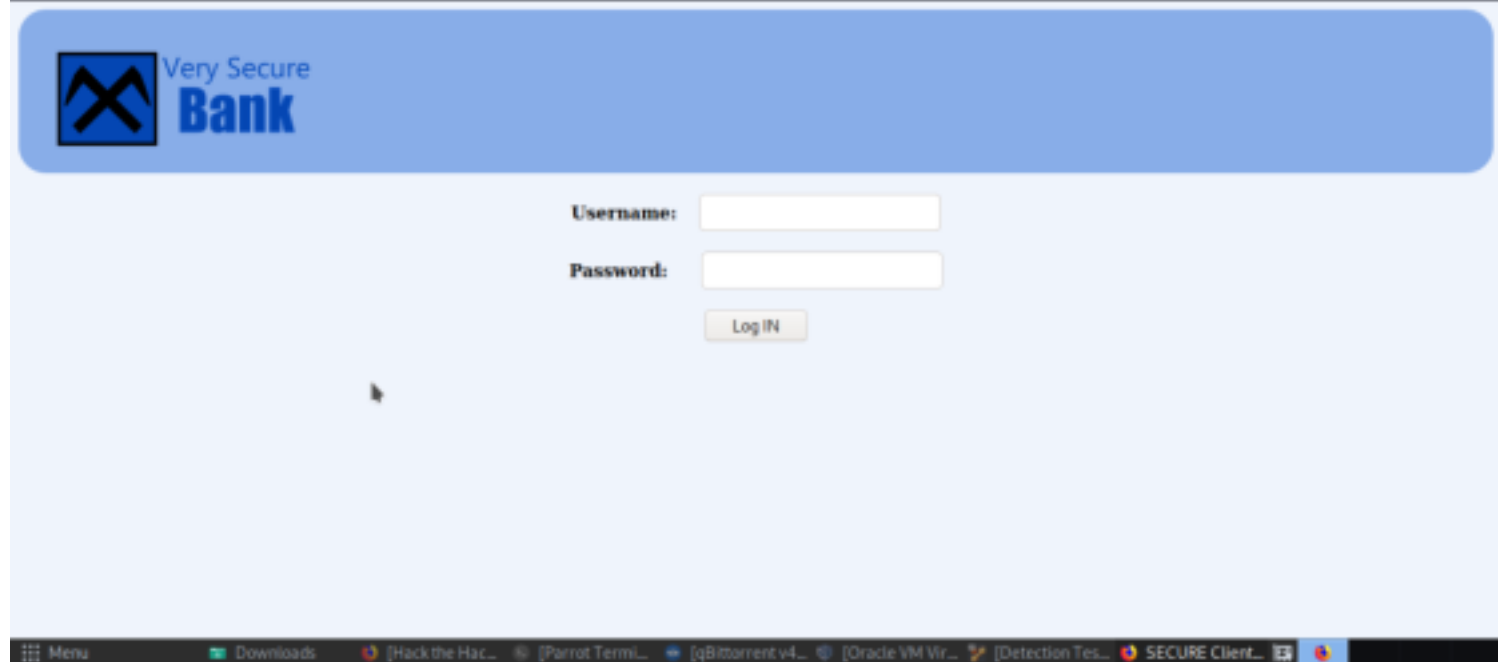 Very Secure
Bank
Username:
Password:
Log IN
Menu Downloads [Hack the Hac... [Parrot Termi... [qBittorrent v4... [Oracle VM Vir... [Detection Tes... SECURE Client...